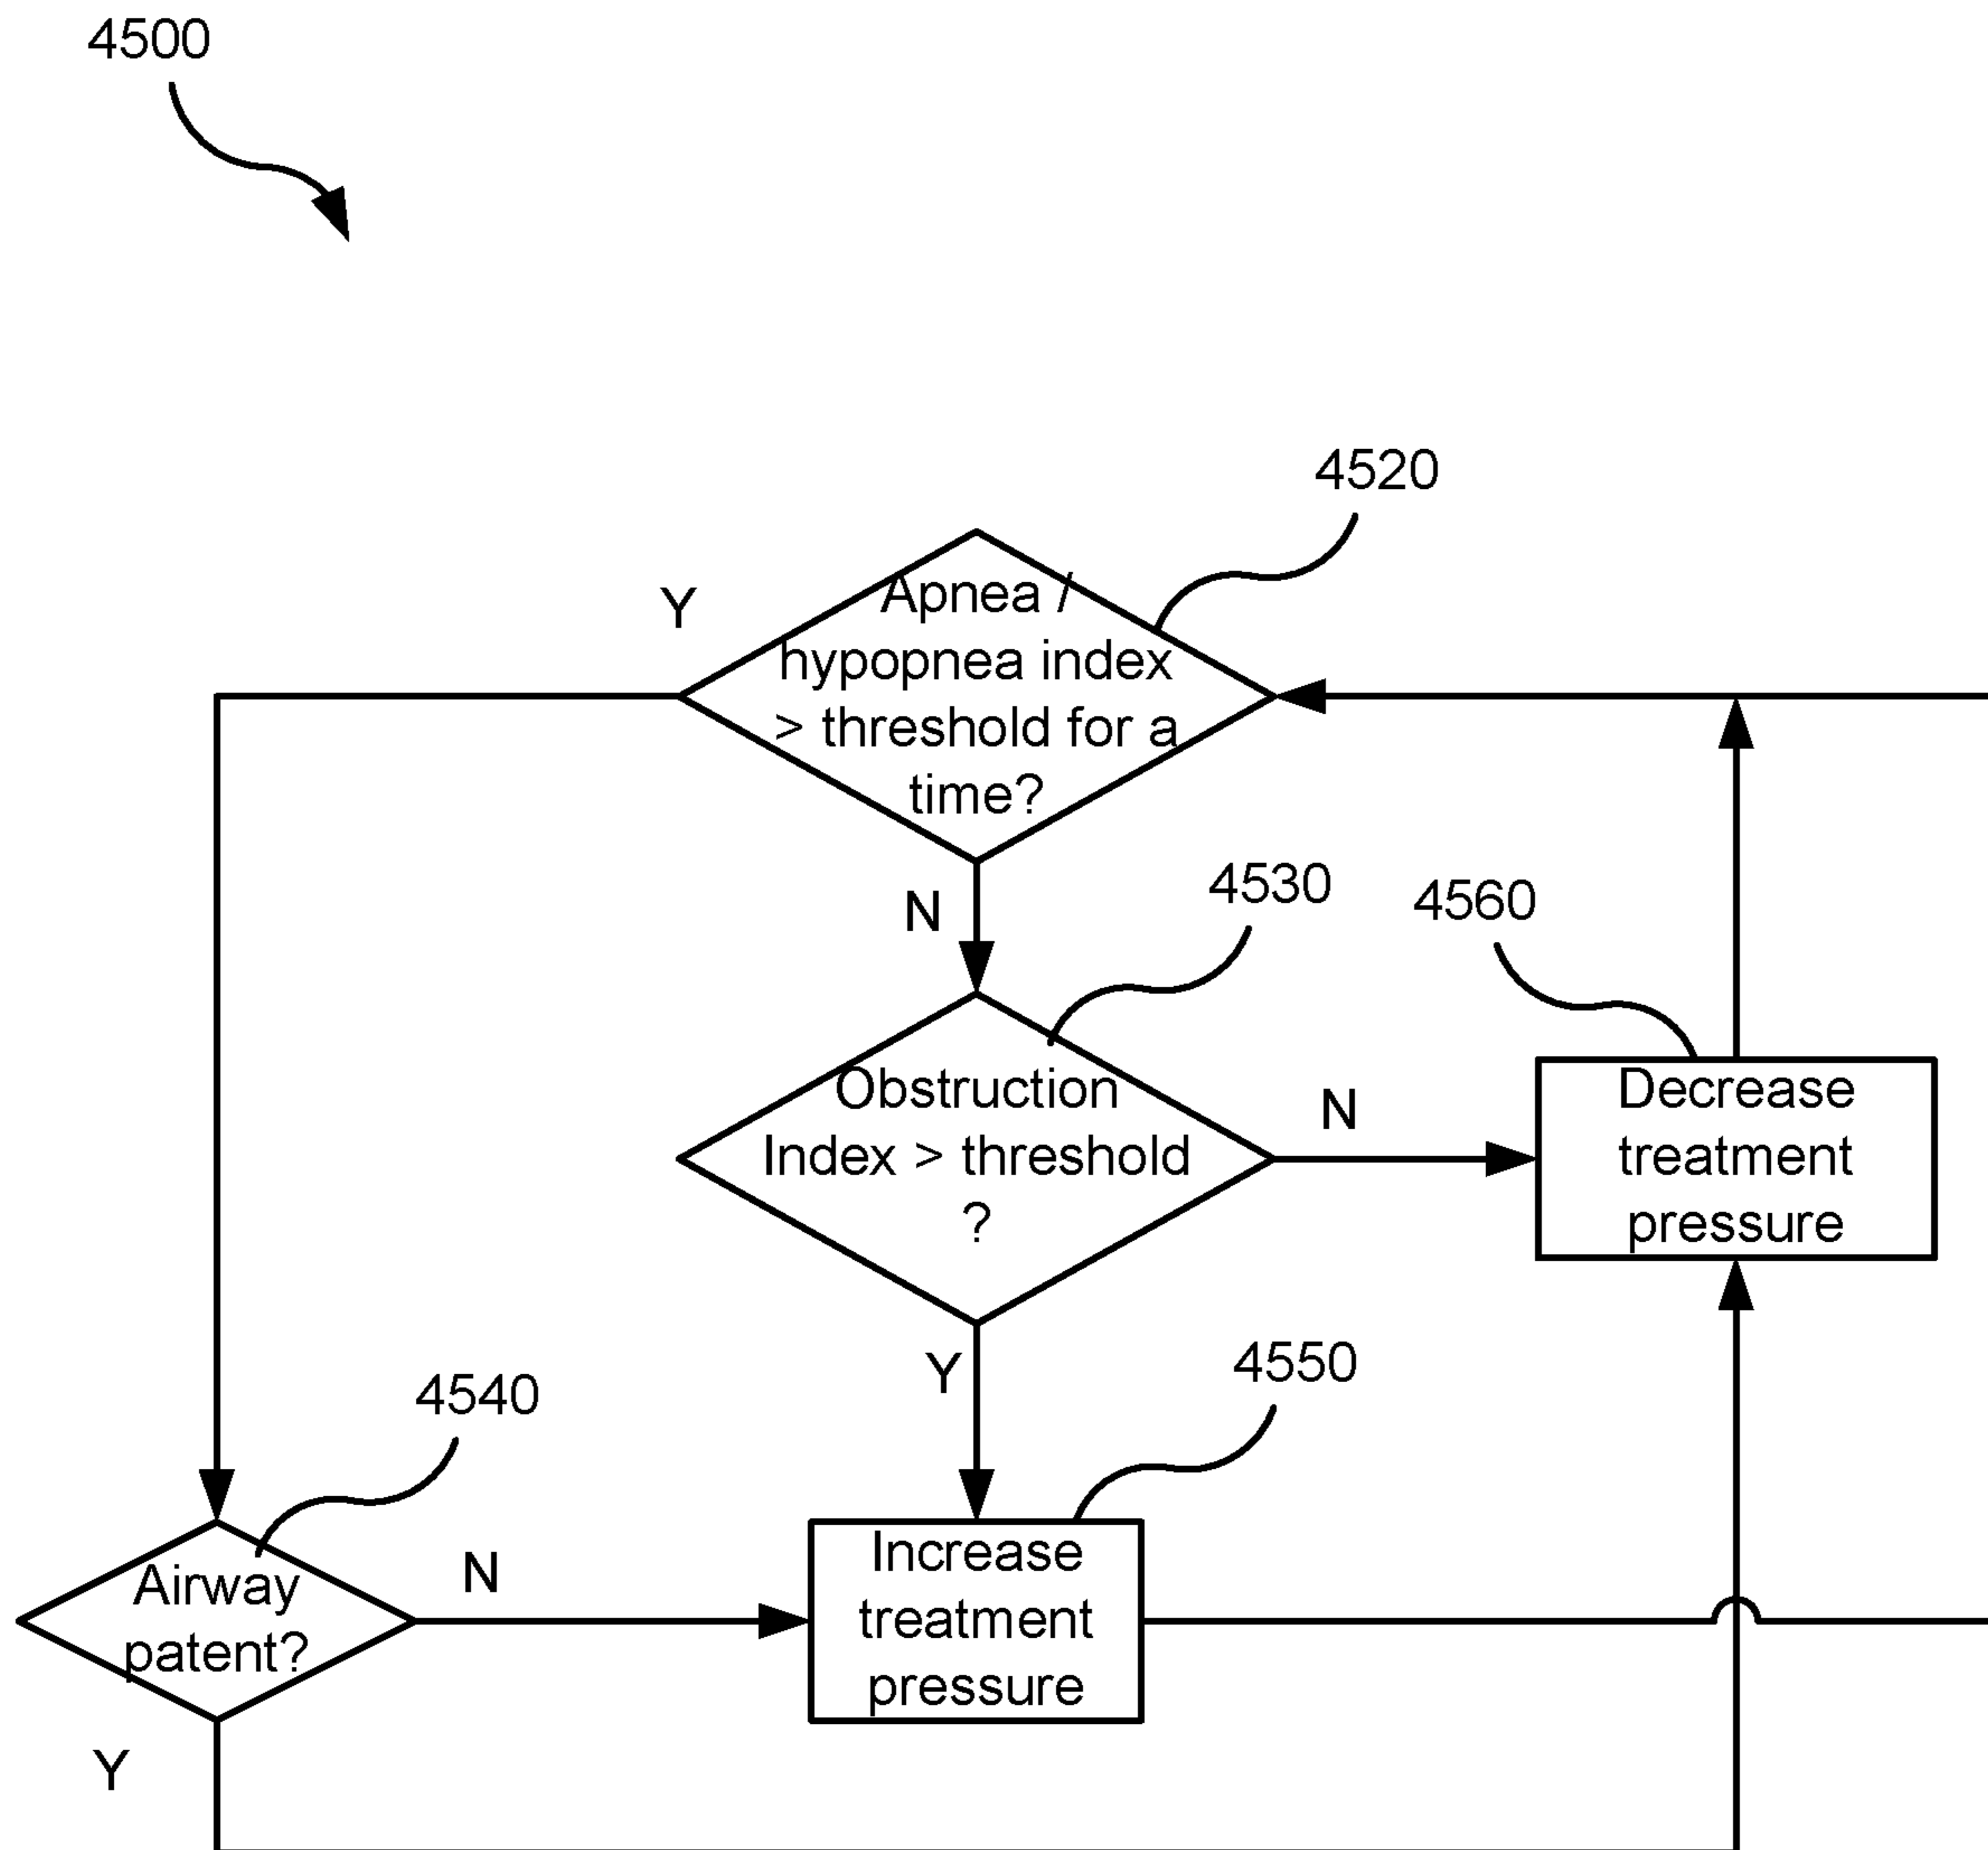 4500
4520
Y
Apnea /
hypopnea index
> threshold for a
time?
N
4530
4560
Obstruction
Index > threshold
?
N
Decrease
treatment
pressure
Y
4550
4540
Airway
patent?
N
Increase
treatment
pressure
Y